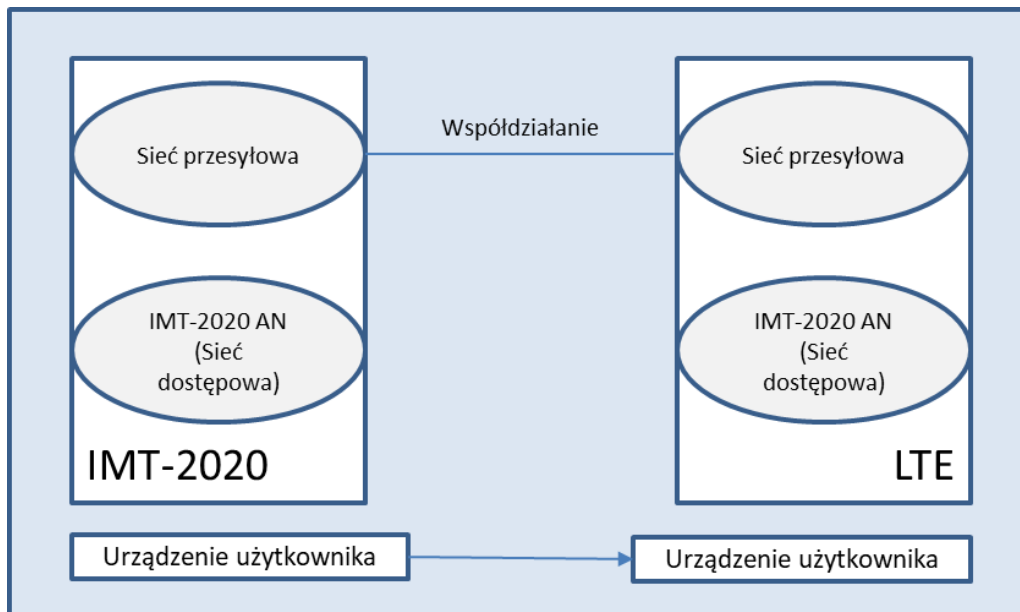 Współdziałanie
Sieć przesyłowa
Sieć przesyłowa
IMT-2020 AN
(Sieć
dostępowa)
IMT-2020 AN
(Sieć
dostępowa)
IMT-2020
LTE
Urządzenie użytkownika
Urządzenie użytkownika